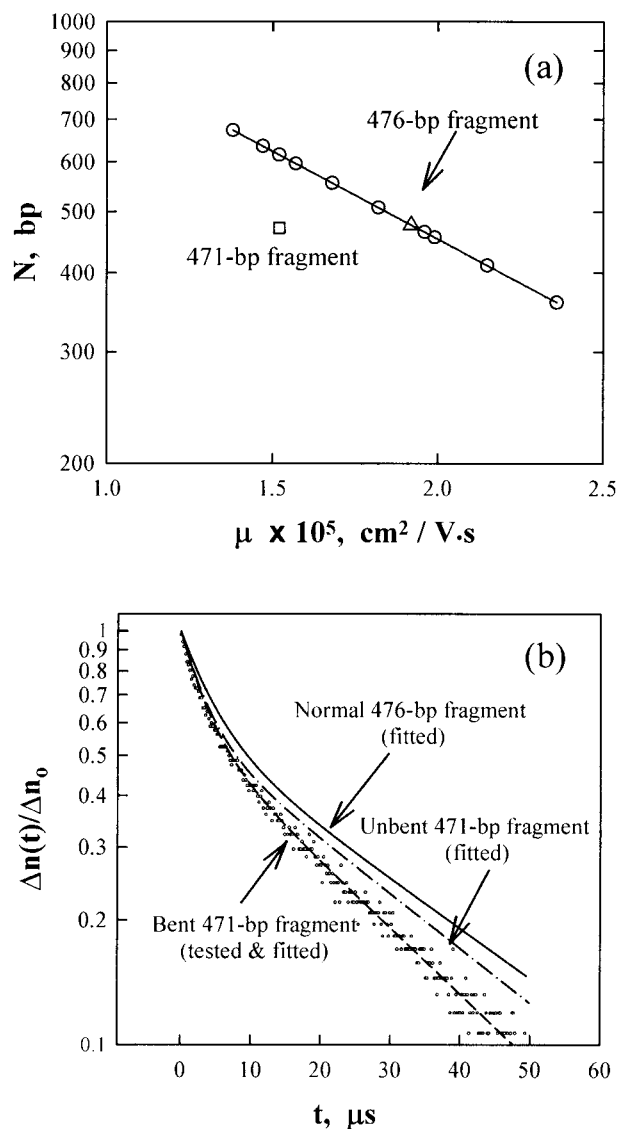 1000
900
800
700
600
500
400
300
200
N, bp
(a)
476-bp fragment
471-bp fragment
1.0
1.5
2.0
2.5
μ x 10⁵, cm² / V·s
1
0.9
0.8
0.7
0.6
0.5
0.4
0.3
0.2
0.1
Δn(t)/Δn₀
(b)
Normal 476-bp fragment
(fitted)
Unbent 471-bp fragment
(fitted)
Bent 471-bp fragment
(tested & fitted)
0
10
20
30
40
50
60
t, μs